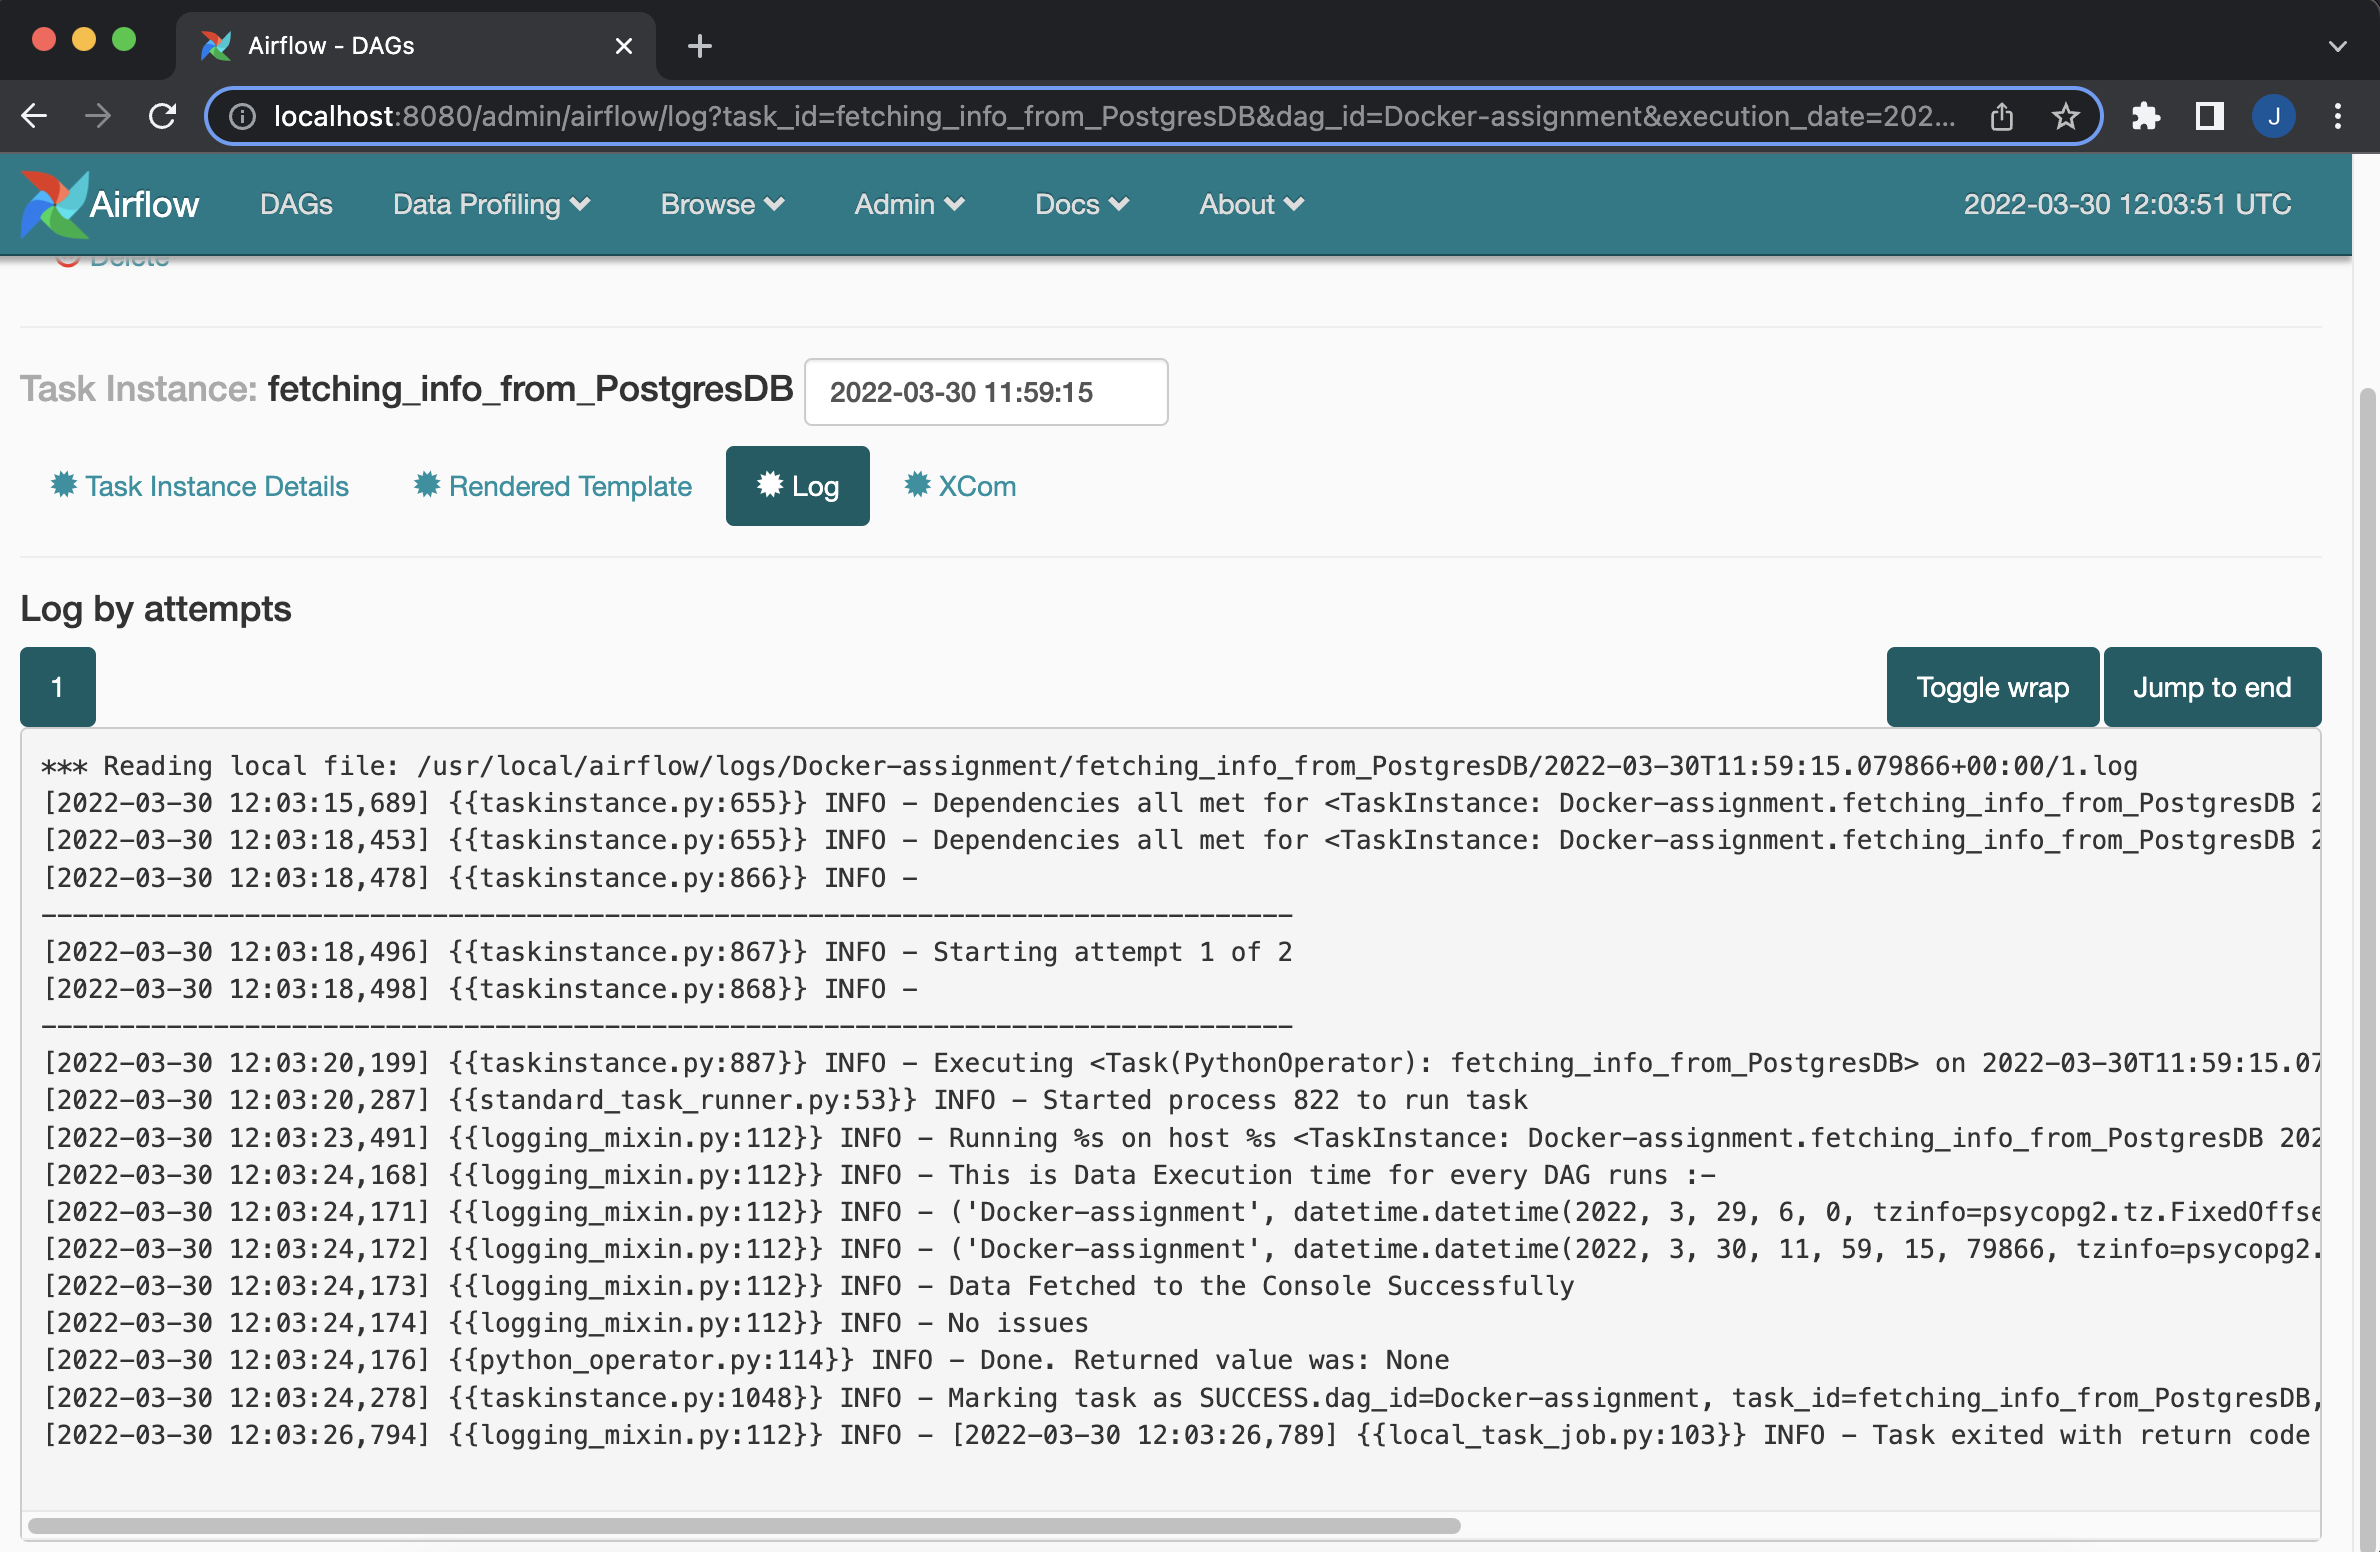 Airflow - DAGs
localhost:8080/admin/airflow/log?task_id=fetching_info_from_PostgresDB&dag_id=Docker-assignment&execution_date=202...
J
Airflow DAGs Data Profiling Browse Admin Docs About 2022-03-30 12:03:51 UTC
Delete
Task Instance: fetching_info_from_PostgresDB 2022-03-30 11:59:15
Task Instance Details Rendered Template Log XCom
Log by attempts
1 Toggle wrap Jump to end
*** Reading local file: /usr/local/airflow/logs/Docker-assignment/fetching_info_from_PostgresDB/2022-03-30T11:59:15.079866+00:00/1.log
[2022-03-30 12:03:15,689] {{taskinstance.py:655}} INFO - Dependencies all met for <TaskInstance: Docker-assignment.fetching_info_from_PostgresDB 2
[2022-03-30 12:03:18,453] {{taskinstance.py:655}} INFO - Dependencies all met for <TaskInstance: Docker-assignment.fetching_info_from_PostgresDB 2
[2022-03-30 12:03:18,478] {{taskinstance.py:866}} INFO -
--------------------------------------------------------------------------------
[2022-03-30 12:03:18,496] {{taskinstance.py:867}} INFO - Starting attempt 1 of 2
[2022-03-30 12:03:18,498] {{taskinstance.py:868}} INFO -
--------------------------------------------------------------------------------
[2022-03-30 12:03:20,199] {{taskinstance.py:887}} INFO - Executing <Task(PythonOperator): fetching_info_from_PostgresDB> on 2022-03-30T11:59:15.07
[2022-03-30 12:03:20,287] {{standard_task_runner.py:53}} INFO - Started process 822 to run task
[2022-03-30 12:03:23,491] {{logging_mixin.py:112}} INFO - Running %s on host %s <TaskInstance: Docker-assignment.fetching_info_from_PostgresDB 202
[2022-03-30 12:03:24,168] {{logging_mixin.py:112}} INFO - This is Data Execution time for every DAG runs :-
[2022-03-30 12:03:24,171] {{logging_mixin.py:112}} INFO - ('Docker-assignment', datetime.datetime(2022, 3, 29, 6, 0, tzinfo=psycopg2.tz.FixedOffse
[2022-03-30 12:03:24,172] {{logging_mixin.py:112}} INFO - ('Docker-assignment', datetime.datetime(2022, 3, 30, 11, 59, 15, 79866, tzinfo=psycopg2.
[2022-03-30 12:03:24,173] {{logging_mixin.py:112}} INFO - Data Fetched to the Console Successfully
[2022-03-30 12:03:24,174] {{logging_mixin.py:112}} INFO - No issues
[2022-03-30 12:03:24,176] {{python_operator.py:114}} INFO - Done. Returned value was: None
[2022-03-30 12:03:24,278] {{taskinstance.py:1048}} INFO - Marking task as SUCCESS.dag_id=Docker-assignment, task_id=fetching_info_from_PostgresDB,
[2022-03-30 12:03:26,794] {{logging_mixin.py:112}} INFO - [2022-03-30 12:03:26,789] {{local_task_job.py:103}} INFO - Task exited with return code